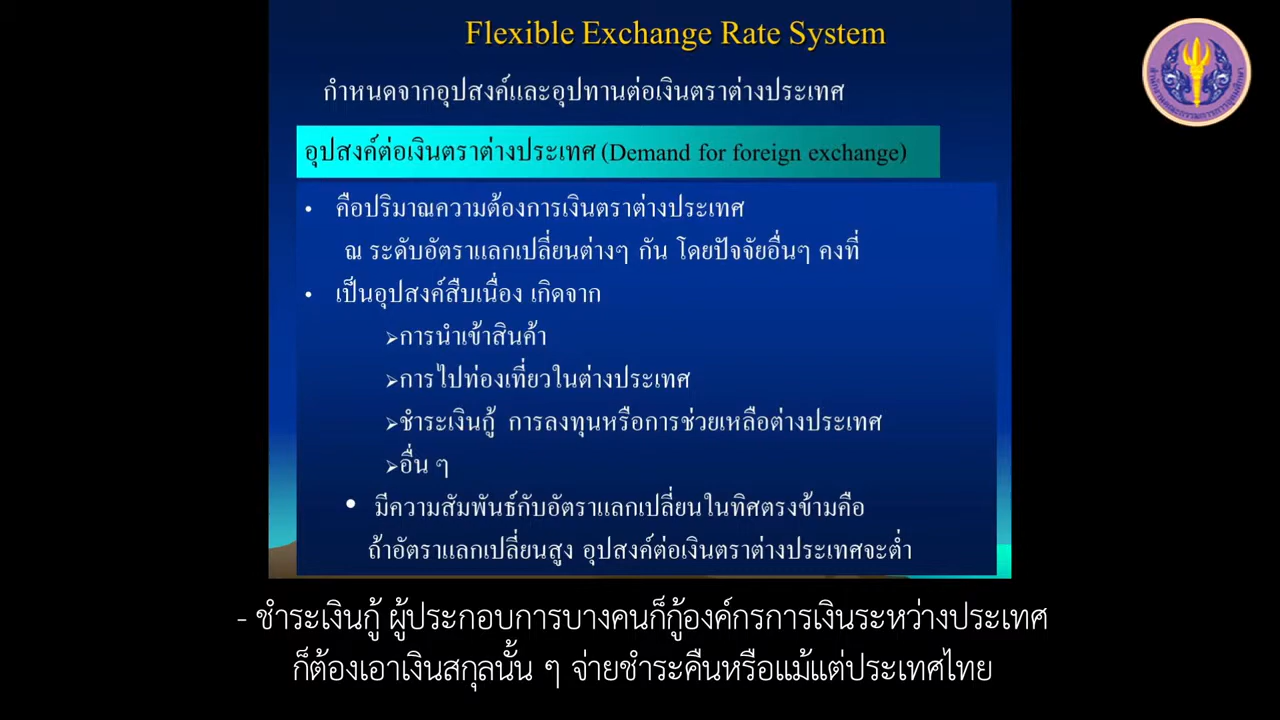 Flexible Exchange Rate System
กำหนดจากอุปสงค์และอุปทานต่อเงินตราต่างประเทศ
อุปสงค์ต่อเงินตราต่างประเทศ (Demand for foreign exchange)
• คือปริมาณความต้องการเงินตราต่างประเทศ
ณ ระดับอัตราแลกเปลี่ยนต่างๆ กัน โดยปัจจัยอื่นๆ คงที่
• เป็นอุปสงค์สืบเนื่อง เกิดจาก
➢การนำเข้าสินค้า
➢การไปท่องเที่ยวในต่างประเทศ
➢ชำระเงินกู้ การลงทุนหรือการช่วยเหลือต่างประเทศ
➢อื่น ๆ
• มีความสัมพันธ์กับอัตราแลกเปลี่ยนในทิศตรงข้ามคือ
ถ้าอัตราแลกเปลี่ยนสูง อุปสงค์ต่อเงินตราต่างประเทศจะต่ำ
- ชำระเงินกู้ ผู้ประกอบการบางคนก็กู้องค์กรการเงินระหว่างประเทศ
ก็ต้องเอาเงินสกุลนั้น ๆ จ่ายชำระคืนหรือแม้แต่ประเทศไทย